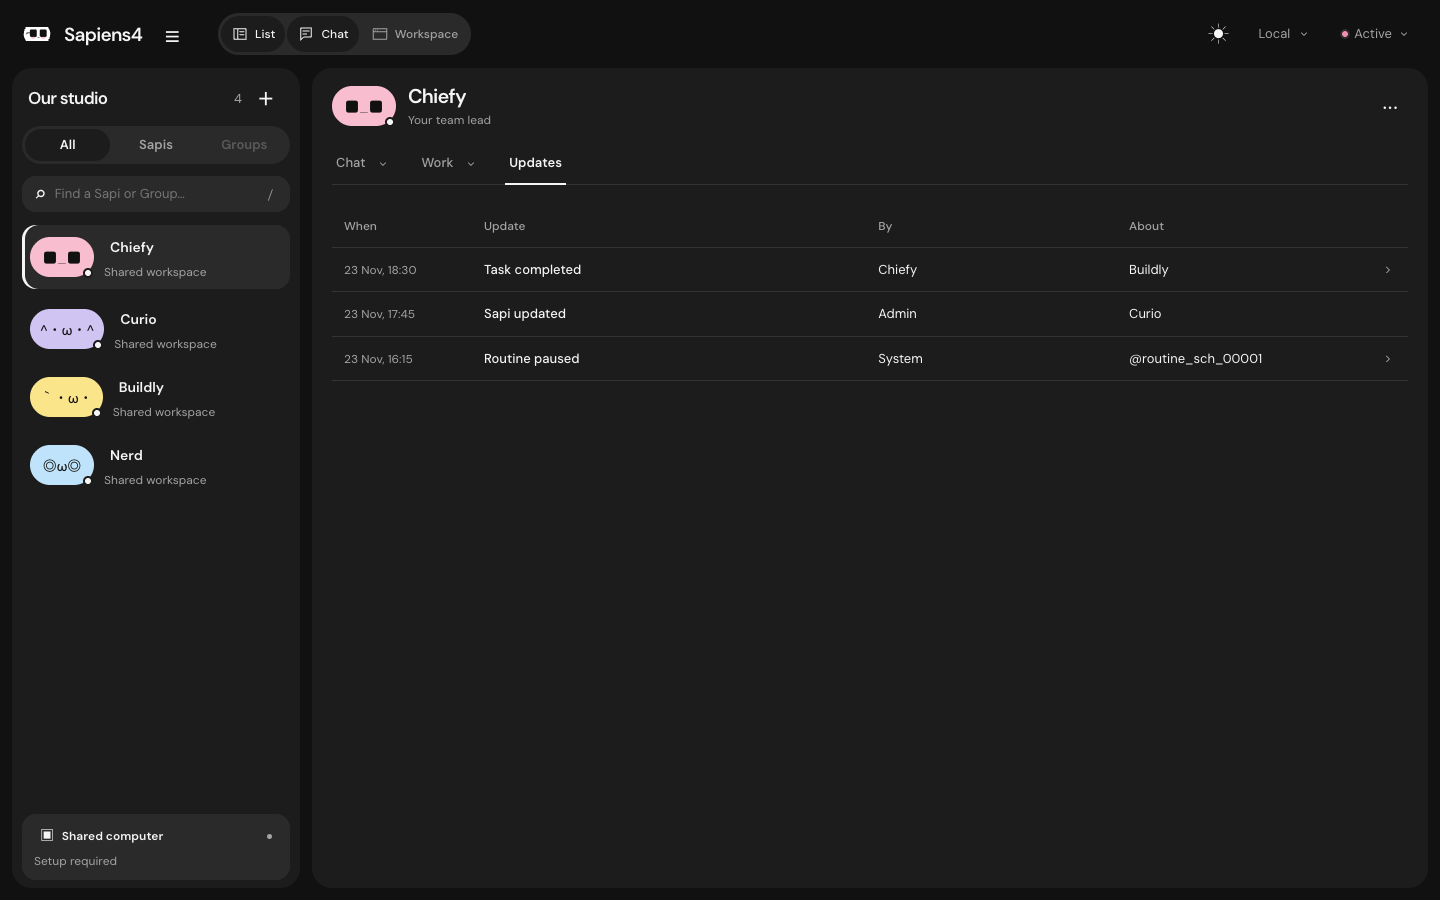 Sapiens4
List
Chat
Workspace
Local
Active
Our studio
4
All
Sapis
Groups
Find a Sapi or Group...
/
Chiefy
Shared workspace
^・ω・^
Curio
Shared workspace
`・ω・
Buildly
Shared workspace
◎ω◎
Nerd
Shared workspace
Shared computer
Setup required
Chiefy
Your team lead
Chat
Work
Updates
When Update By About
23 Nov, 18:30 Task completed Chiefy Buildly
23 Nov, 17:45 Sapi updated Admin Curio
23 Nov, 16:15 Routine paused System @routine_sch_00001